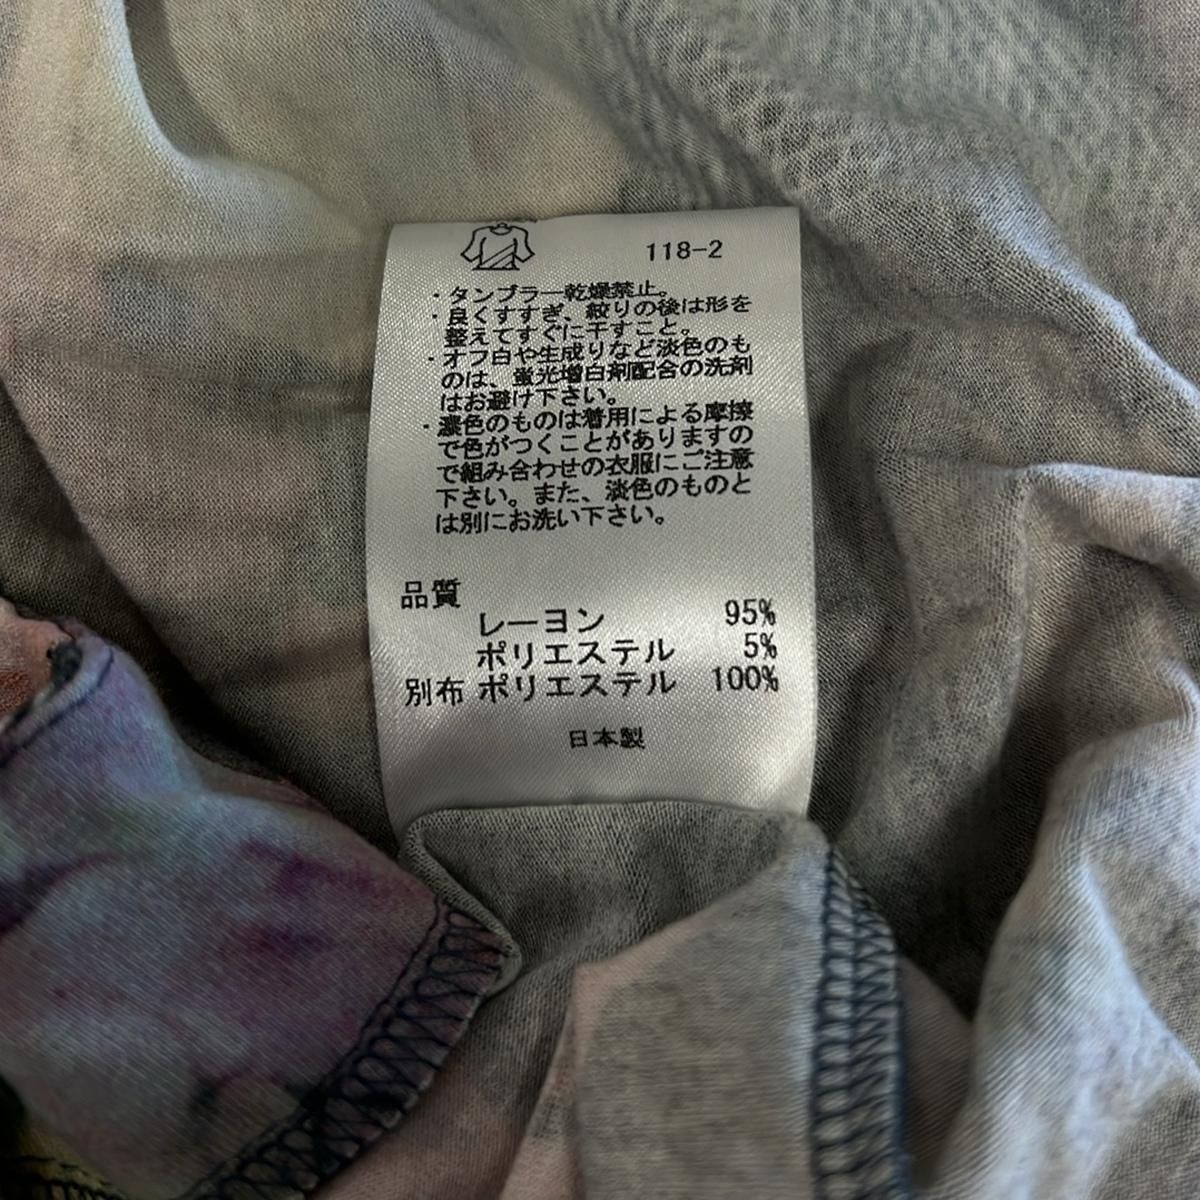 118-2
・タンブラー乾燥禁止。
・良くすすぎ、絞りの後は形を
整えてすぐに干すこと。
・オフ白や生成りなど淡色のも
のは、蛍光増白剤配合の洗剤
はお避け下さい。
・濃色のものは着用による摩擦
で色がつくことがありますの
で組み合わせの衣服にご注意
下さい。また、淡色のものと
は別にお洗い下さい。
品質
レーヨン 95%
ポリエステル 5%
別布 ポリエステル 100%
日本製